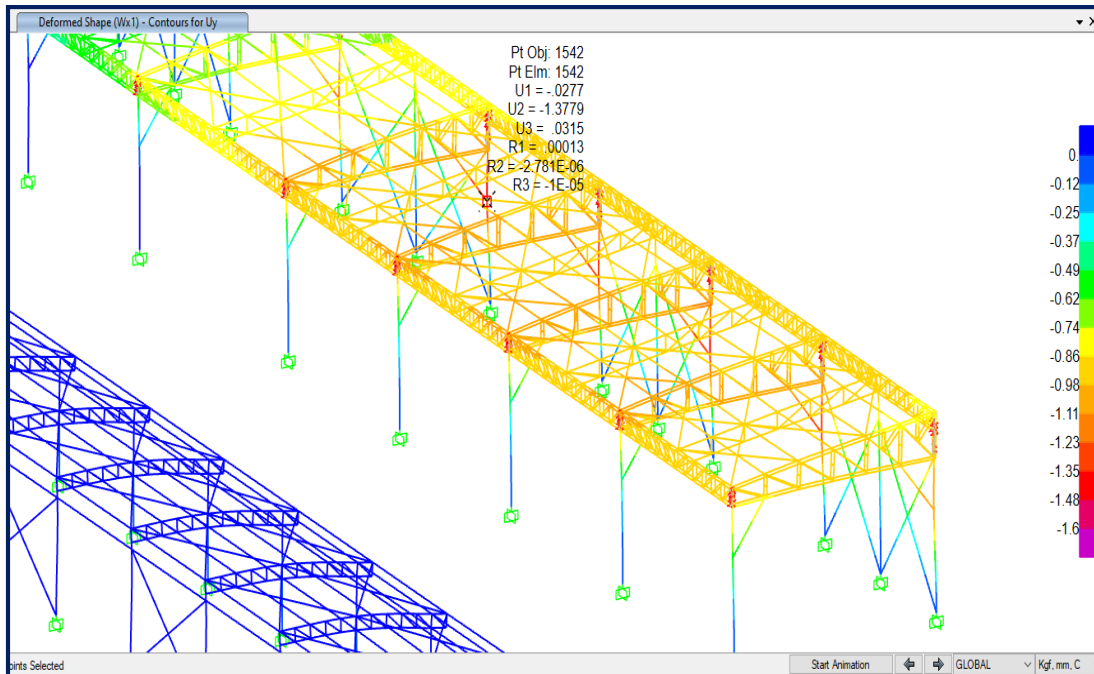 Deformed Shape (Wx1) - Contours for Uy
Pt Obj: 1542
Pt Elm: 1542
U1 = -.0277
U2 = -1.3779
U3 = .0315
R1 = .00013
R2 = -2.781E-06
R3 = -1E-05
0.
-0.12
-0.25
-0.37
-0.49
-0.62
-0.74
-0.86
-0.98
-1.11
-1.23
-1.35
-1.48
-1.6
oints Selected
Start Animation
GLOBAL
Kgf, mm, C